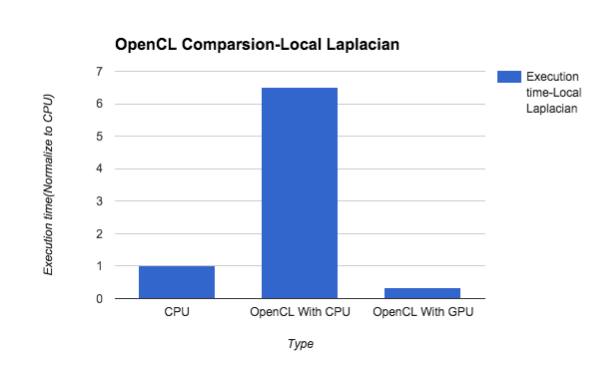 OpenCL Comparsion-Local Laplacian
Execution time(Normalize to CPU)
7
6
5
4
3
2
1
0
CPU
OpenCL With CPU
OpenCL With GPU
Type
Execution
time-Local
Laplacian